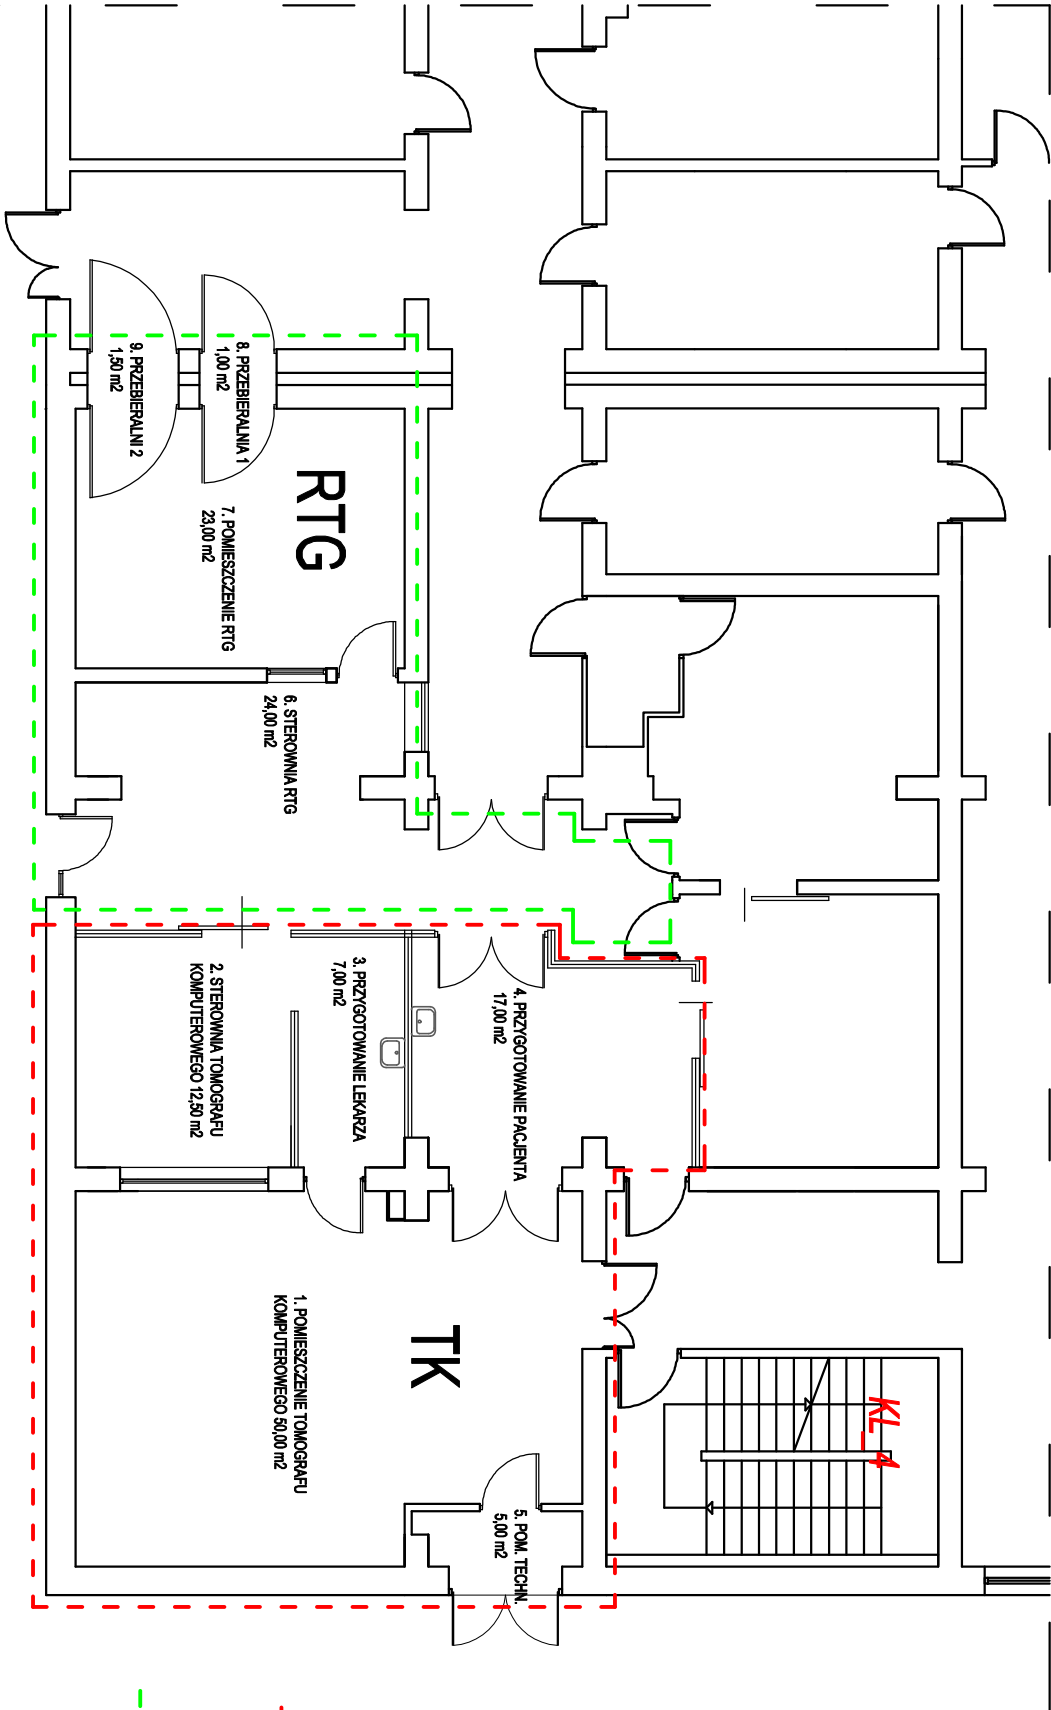 9. PRZEBIERALNI 2
1,50 m2
8. PRZEBIERALNIA 1
1,00 m2
RTG
7. POMIESZCZENIE RTG
23,00 m2
6. STEROWNIA RTG
24,00 m2
2. STEROWNIA TOMOGRAFU
KOMPUTEROWEGO 12,50 m2
3. PRZYGOTOWANIE LEKARZA
7,00 m2
4. PRZYGOTOWANIE PACJENTA
17,00 m2
TK
1. POMIESZCZENIE TOMOGRAFU
KOMPUTEROWEGO 50,00 m2
5. POM. TECHN.
5,00 m2
KL_4